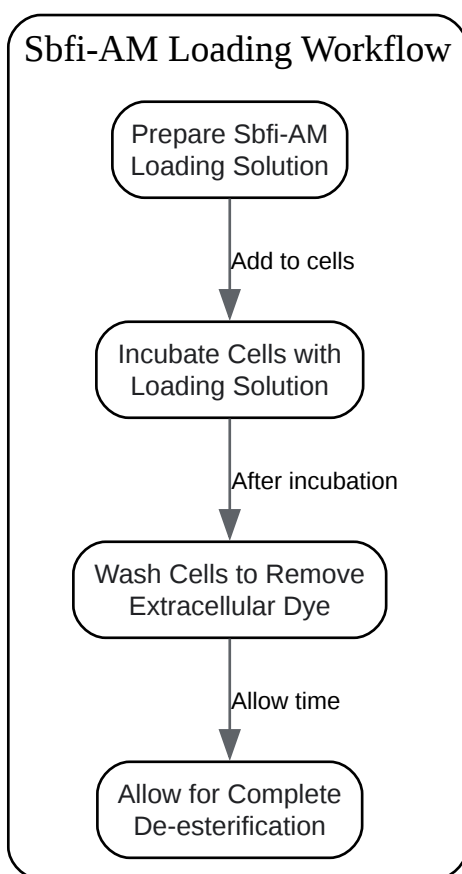 Sbfi-AM Loading Workflow
Prepare Sbfi-AM
Loading Solution
Add to cells
Incubate Cells with
Loading Solution
After incubation
Wash Cells to Remove
Extracellular Dye
Allow time
Allow for Complete
De-esterification